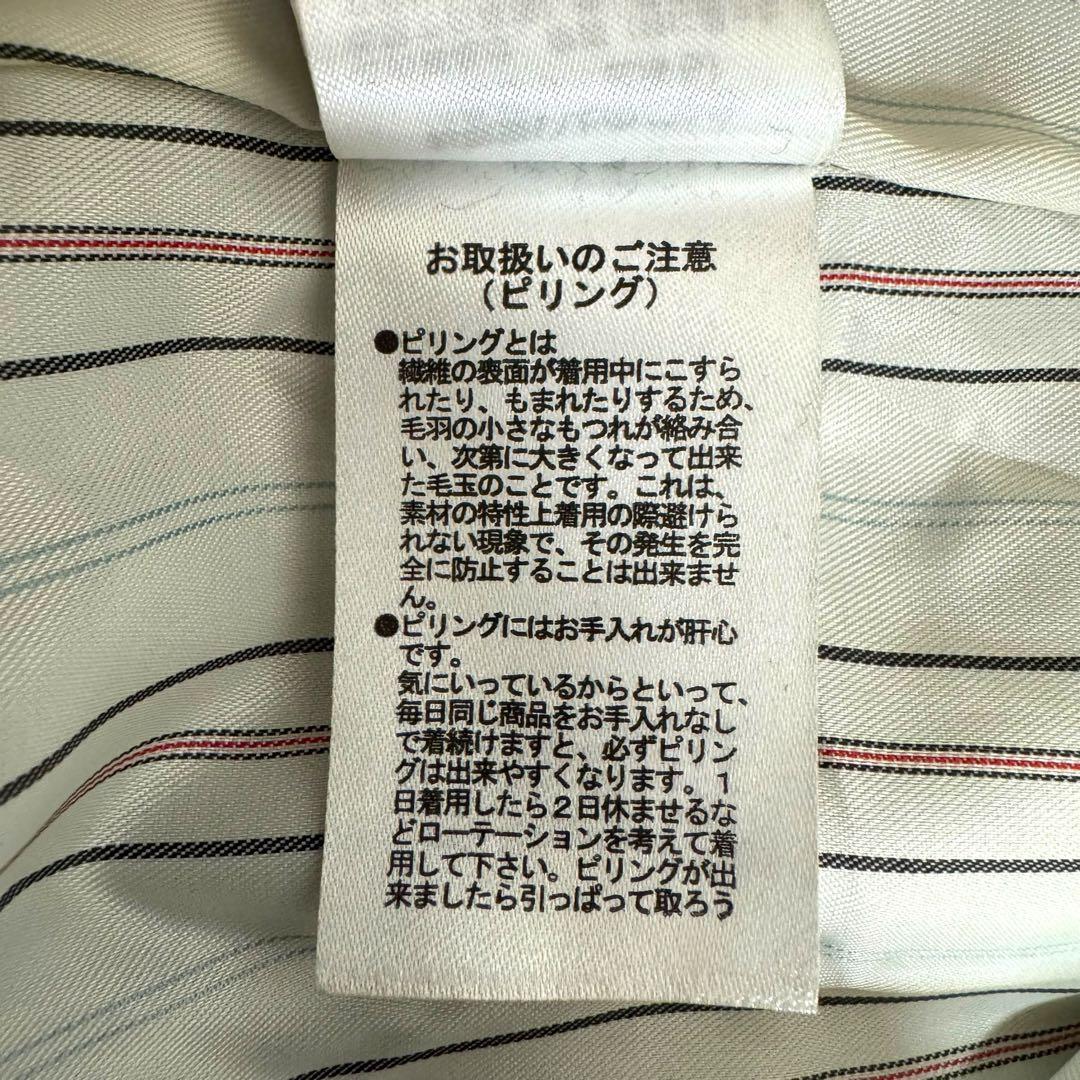 お取扱いのご注意
（ピリング）
●ピリングとは
繊維の表面が着用中にこすら
れたり、もまれたりするため、
毛羽の小さなもつれが絡み合
い、次第に大きくなって出来
た毛玉のことです。これは、
素材の特性上着用の際避けら
れない現象で、その発生を完
全に防止することは出来ませ
ん。
●ピリングにはお手入れが肝心
です。
気にいっているからといって、
毎日同じ商品をお手入れなし
で着続けますと、必ずピリン
グは出来やすくなります。１
日着用したら２日休ませるな
どローテーションを考えて着
用して下さい。ピリングが出
来ましたら引っぱって取ろう